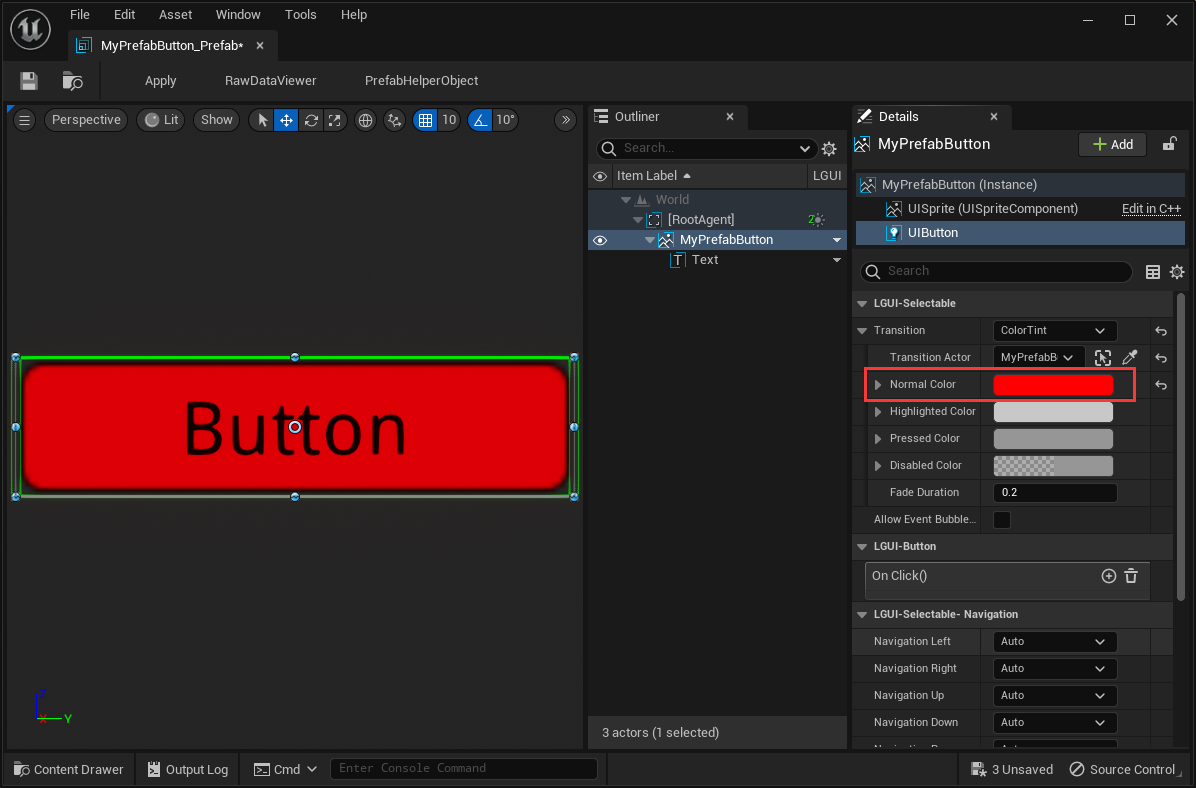 File Edit Asset Window Tools Help
MyPrefabButton_Prefab*
Apply RawDataViewer PrefabHelperObject
Perspective Lit Show 10 10°
Button
Z
X Y
Outliner
Search...
Item Label LGUI
World
[RootAgent] 2
MyPrefabButton
T Text
3 actors (1 selected)
Details
MyPrefabButton + Add
MyPrefabButton (Instance)
UISprite (UISpriteComponent) Edit in C++
UIButton
Search
LGUI-Selectable
Transition ColorTint
Transition Actor MyPrefabB
Normal Color
Highlighted Color
Pressed Color
Disabled Color
Fade Duration 0.2
Allow Event Bubble...
LGUI-Button
On Click()
LGUI-Selectable- Navigation
Navigation Left Auto
Navigation Right Auto
Navigation Up Auto
Navigation Down Auto
Content Drawer Output Log Cmd Enter Console Command 3 Unsaved Source Control